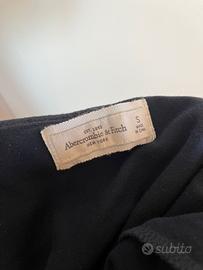 EST. 1892
Abercrombie & Fitch
NEW YORK
S
subito